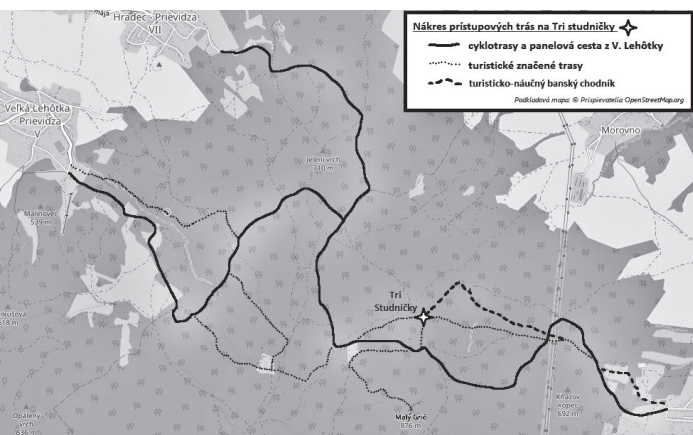 Hradec - Prievidza
VII
Nákres prístupových trás na Tri studničky
cyklotrasy a panelová cesta z V. Lehôtky
turistické značené trasy
turisticko-náučný banský chodník
Podkladová mapa: © Prispievatelia OpenStreetMap.org
Veľká Lehôtka
- Prievidza
V
Morovno
Jelení vrch
710 m
Malinovec
539 m
Tri
Studničky
Malý Grič
876 m
Kňazov
kopec
692 m
Opálený
vrch
636 m